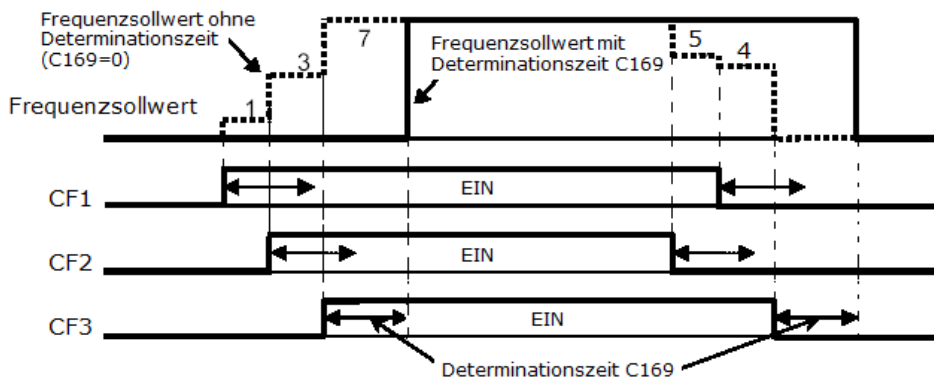 Frequenzsollwert ohne
Determinationszeit
(C169=0)
7
5
4
3
Frequenzsollwert mit
Determinationszeit C169
Frequenzsollwert
1
CF1
EIN
CF2
EIN
CF3
EIN
Determinationszeit C169